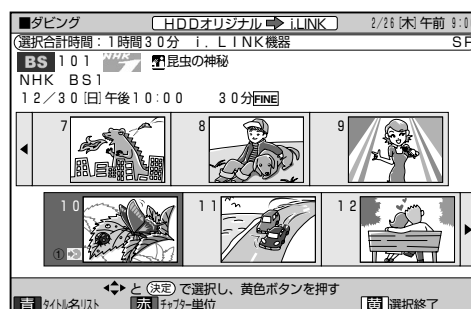 ■ダビング HDDオリジナル ➡ i.LINK 2/26[木]午前 9:0
選択合計時間：1時間30分 i．LINK機器 SP
BS 101 NHK 昆虫の神秘
NHK BS1
12／30[日]午後10：00 30分 FINE
7 8 9
10 11 12
①
と 決定 で選択し、黄色ボタンを押す
青 タイトル名リスト 赤 チャプター単位 黄 選択終了